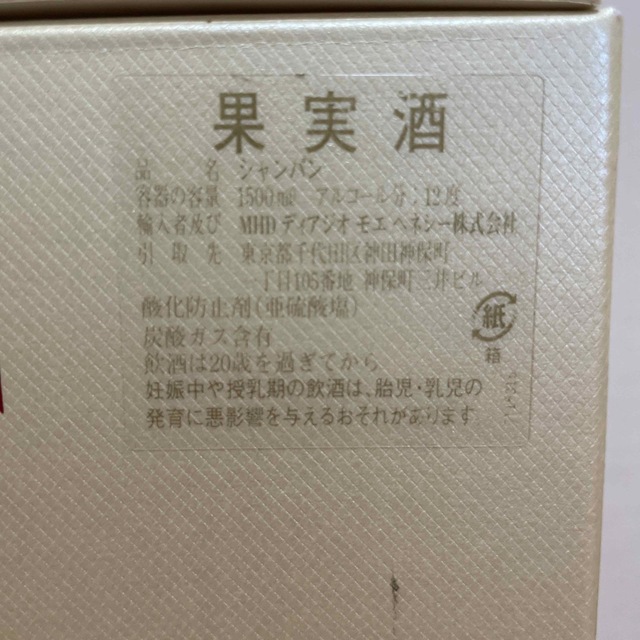 果実酒
品名 シャンパン
容器の容量 1500㎖ アルコール分:12度
輸入者及び MHD ディアジオ モエ ヘネシー株式会社
引取先 東京都千代田区神田神保町
一丁目105番地 神保町三井ビル
酸化防止剤(亜硫酸塩)
炭酸ガス含有
飲酒は20歳を過ぎてから
妊娠中や授乳期の飲酒は、胎児・乳児の
発育に悪影響を与えるおそれがあります
紙
箱